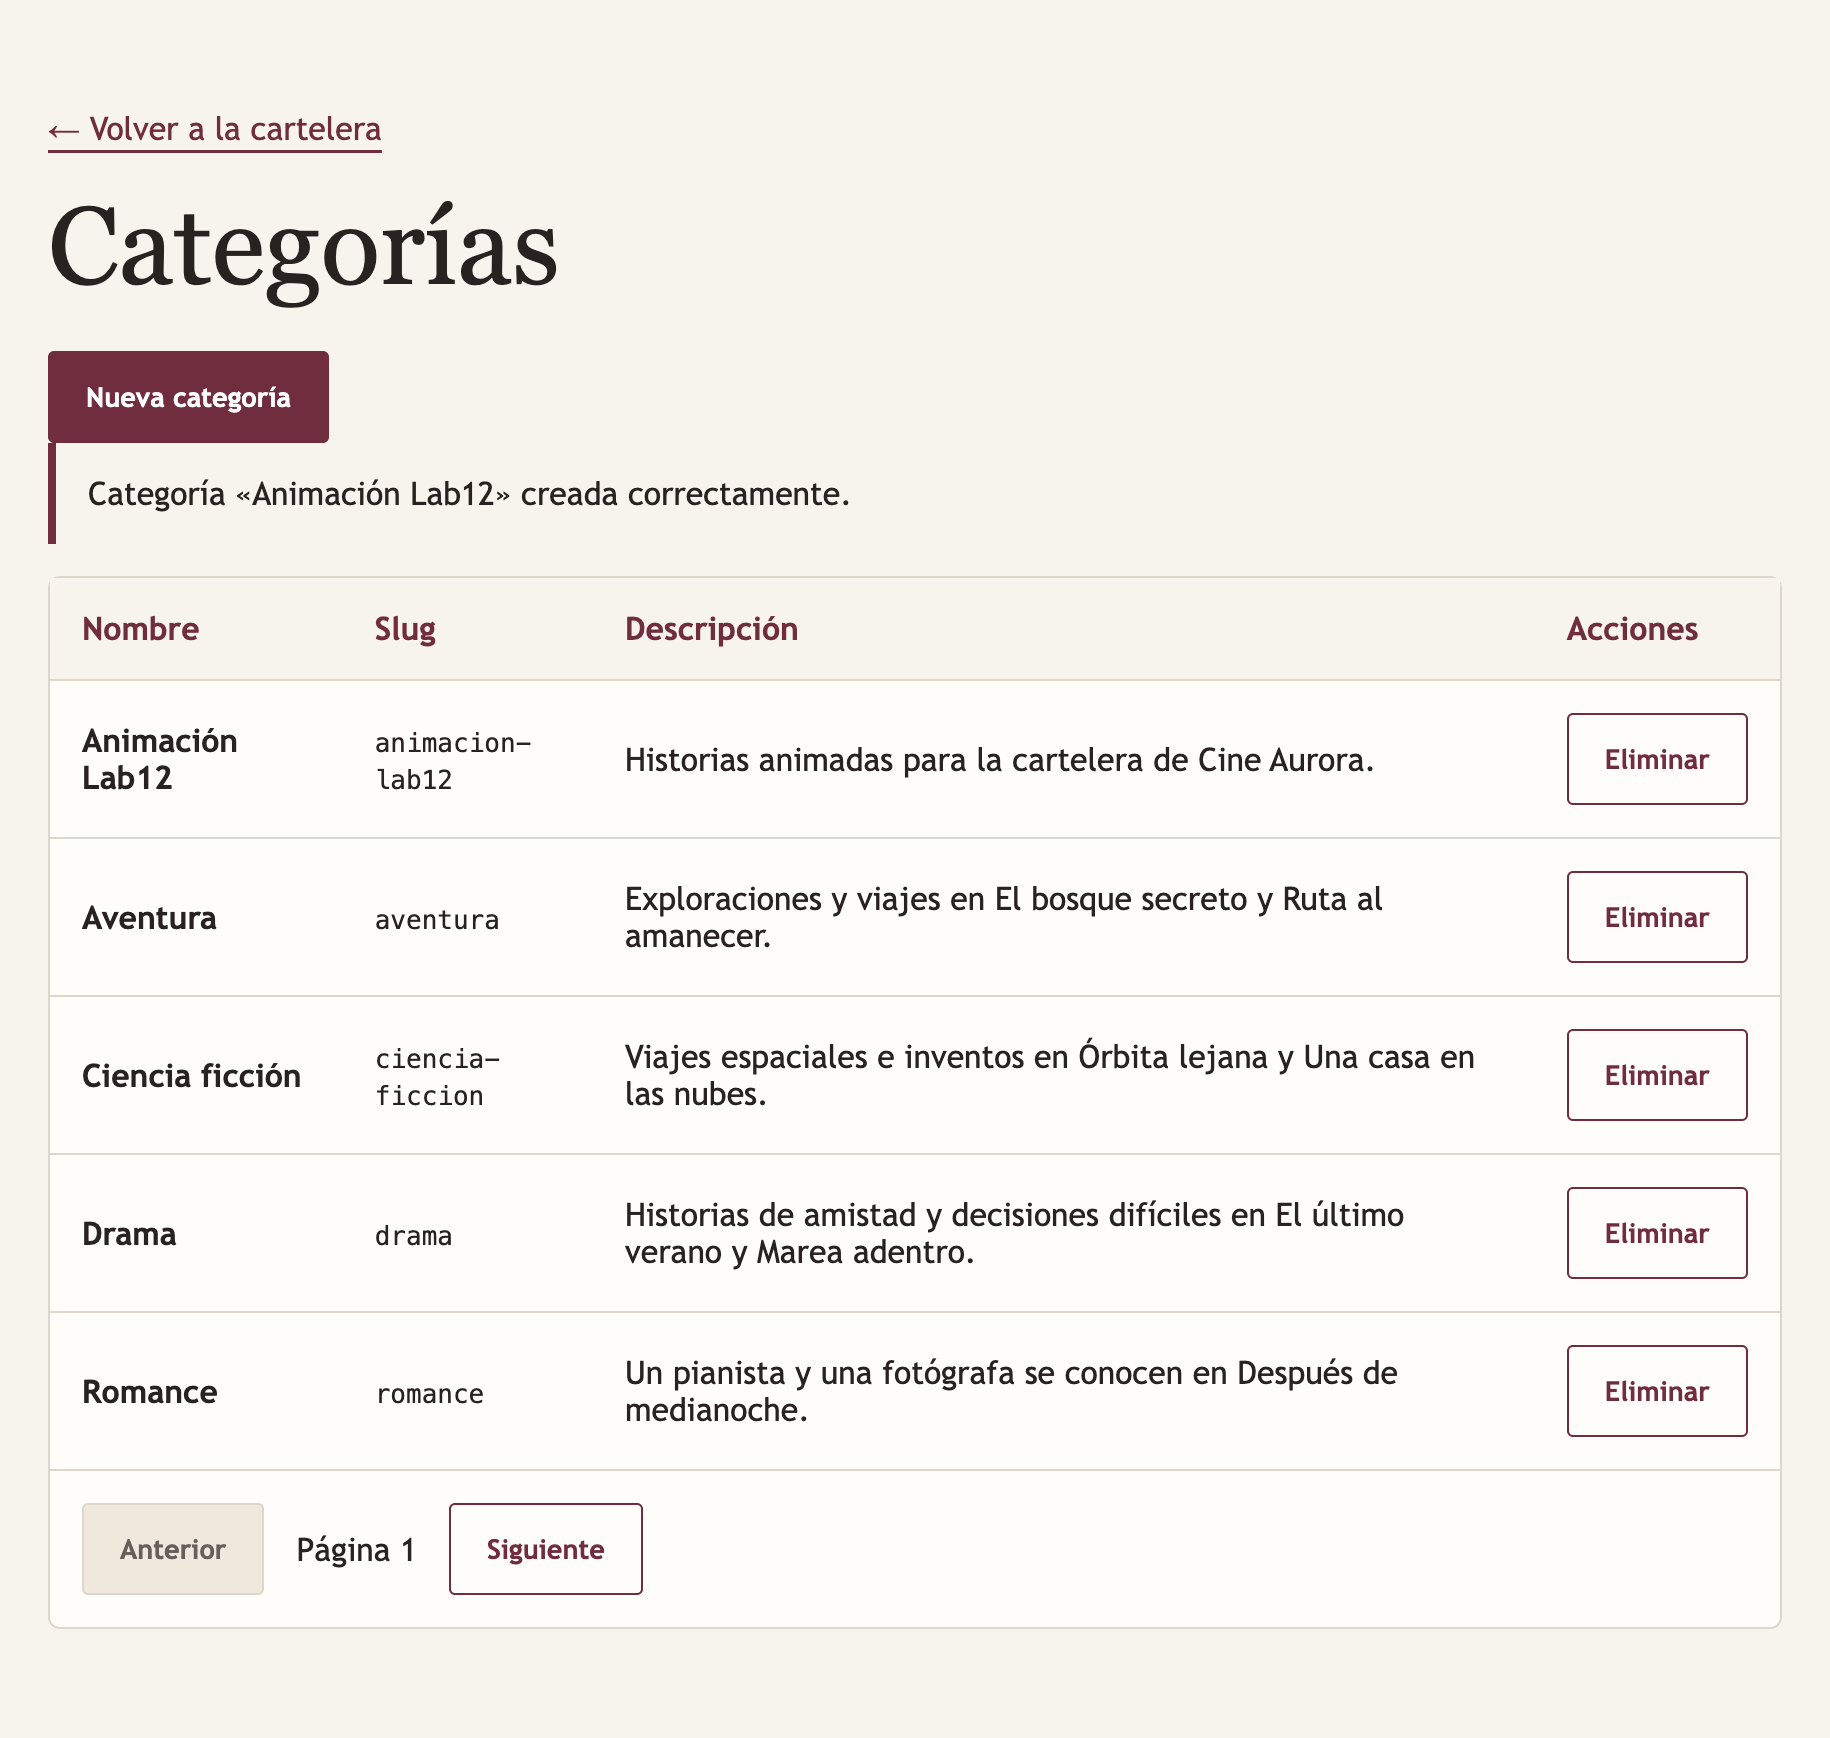 ← Volver a la cartelera
Categorías
Nueva categoría
Categoría «Animación Lab12» creada correctamente.
Nombre Slug Descripción Acciones
Animación
Lab12
animacion-
lab12
Historias animadas para la cartelera de Cine Aurora.
Eliminar
Aventura
aventura
Exploraciones y viajes en El bosque secreto y Ruta al
amanecer.
Eliminar
Ciencia ficción
ciencia-
ficcion
Viajes espaciales e inventos en Órbita lejana y Una casa en
las nubes.
Eliminar
Drama
drama
Historias de amistad y decisiones difíciles en El último
verano y Marea adentro.
Eliminar
Romance
romance
Un pianista y una fotógrafa se conocen en Después de
medianoche.
Eliminar
Anterior Página 1 Siguiente